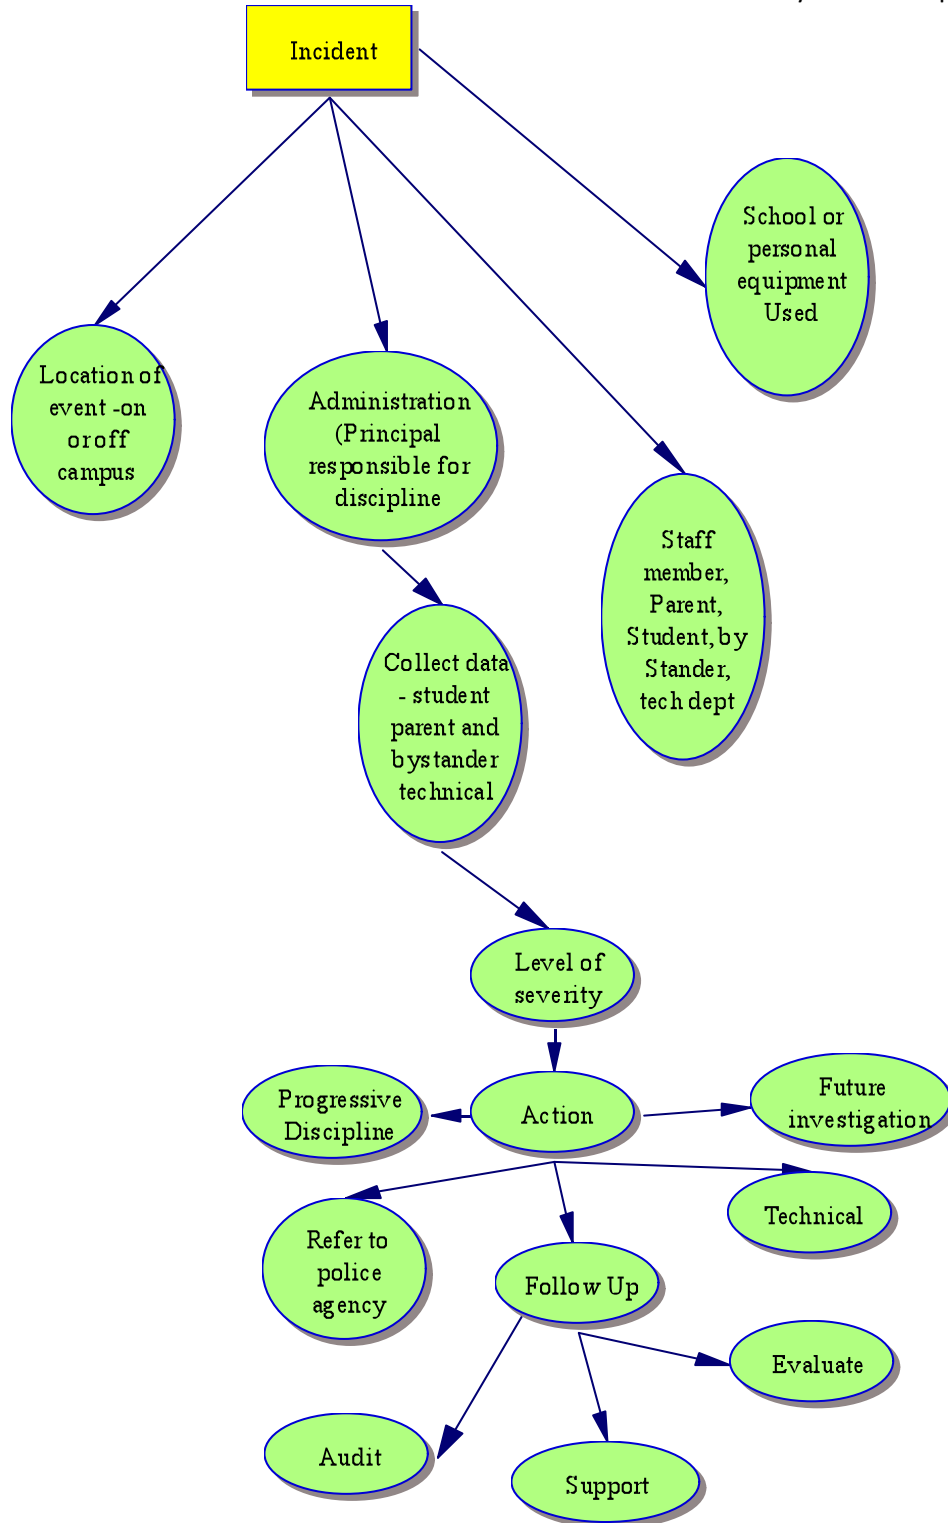 Incident
School or
personal
equipment
Used
Location of
event -on
or off
campus
Administration
(Principal
responsible for
discipline
Staff
member,
Parent,
Student, by
Stander,
tech dept
Collect data
- student
parent and
bystander
technical
Level of
severity
Progressive
Discipline
Action
Future
investigation
Refer to
police
agency
Technical
Follow Up
Evaluate
Audit
Support